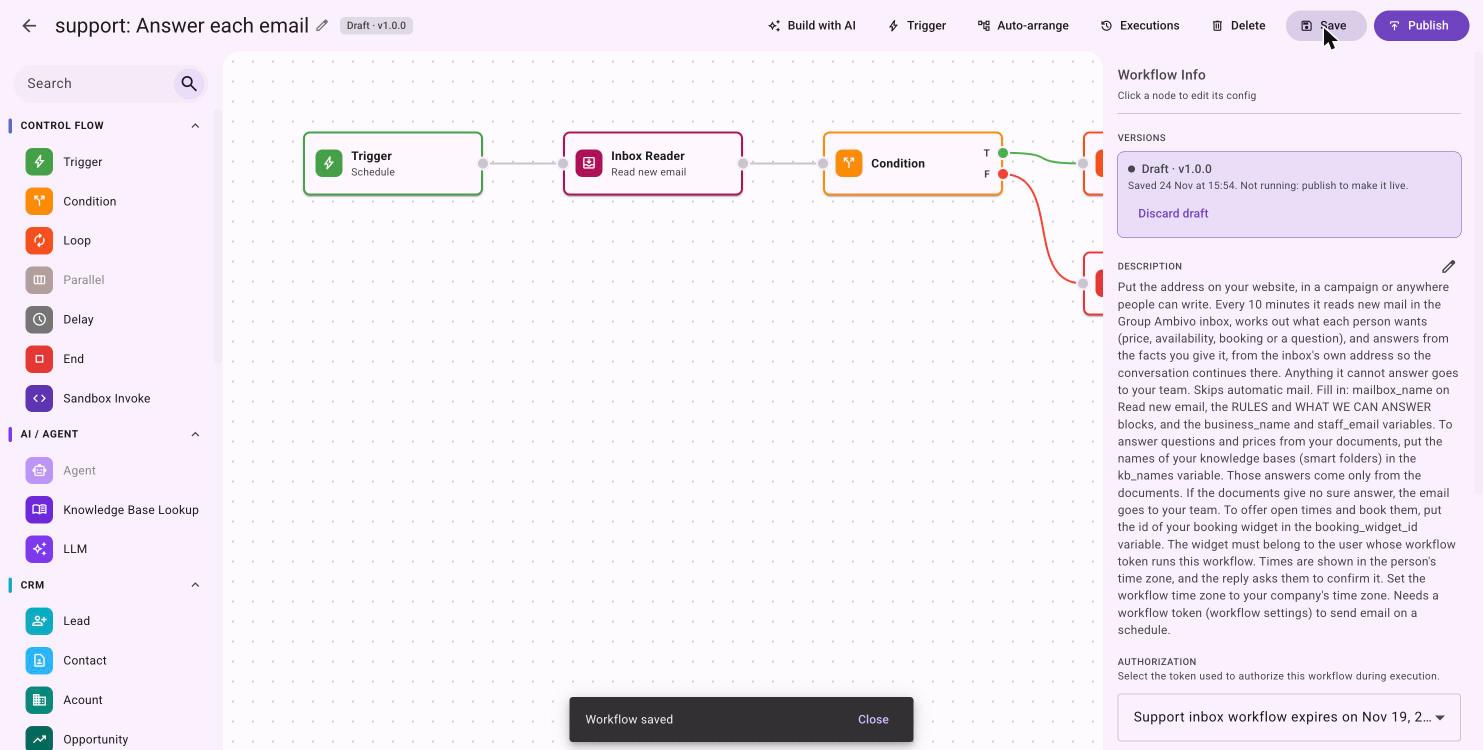 support: Answer each email
Draft · v1.0.0
Build with AI
Trigger
Auto-arrange
Executions
Delete
Save
Publish
Search
CONTROL FLOW
Trigger
Condition
Loop
Parallel
Delay
End
Sandbox Invoke
AI / AGENT
Agent
Knowledge Base Lookup
LLM
CRM
Lead
Contact
Acount
Opportunity
Trigger
Schedule
Inbox Reader
Read new email
Condition
T
F
Workflow saved
Close
Workflow Info
Click a node to edit its config
VERSIONS
Draft · v1.0.0
Saved 24 Nov at 15:54. Not running: publish to make it live.
Discard draft
DESCRIPTION
Put the address on your website, in a campaign or anywhere
people can write. Every 10 minutes it reads new mail in the
Group Ambivo inbox, works out what each person wants
(price, availability, booking or a question), and answers from
the facts you give it, from the inbox's own address so the
conversation continues there. Anything it cannot answer goes
to your team. Skips automatic mail. Fill in: mailbox_name on
Read new email, the RULES and WHAT WE CAN ANSWER
blocks, and the business_name and staff_email variables. To
answer questions and prices from your documents, put the
names of your knowledge bases (smart folders) in the
kb_names variable. Those answers come only from the
documents. If the documents give no sure answer, the email
goes to your team. To offer open times and book them, put
the id of your booking widget in the booking_widget_id
variable. The widget must belong to the user whose workflow
token runs this workflow. Times are shown in the person's
time zone, and the reply asks them to confirm it. Set the
workflow time zone to your company's time zone. Needs a
workflow token (workflow settings) to send email on a
schedule.
AUTHORIZATION
Select the token used to authorize this workflow during execution.
Support inbox workflow expires on Nov 19, 2...